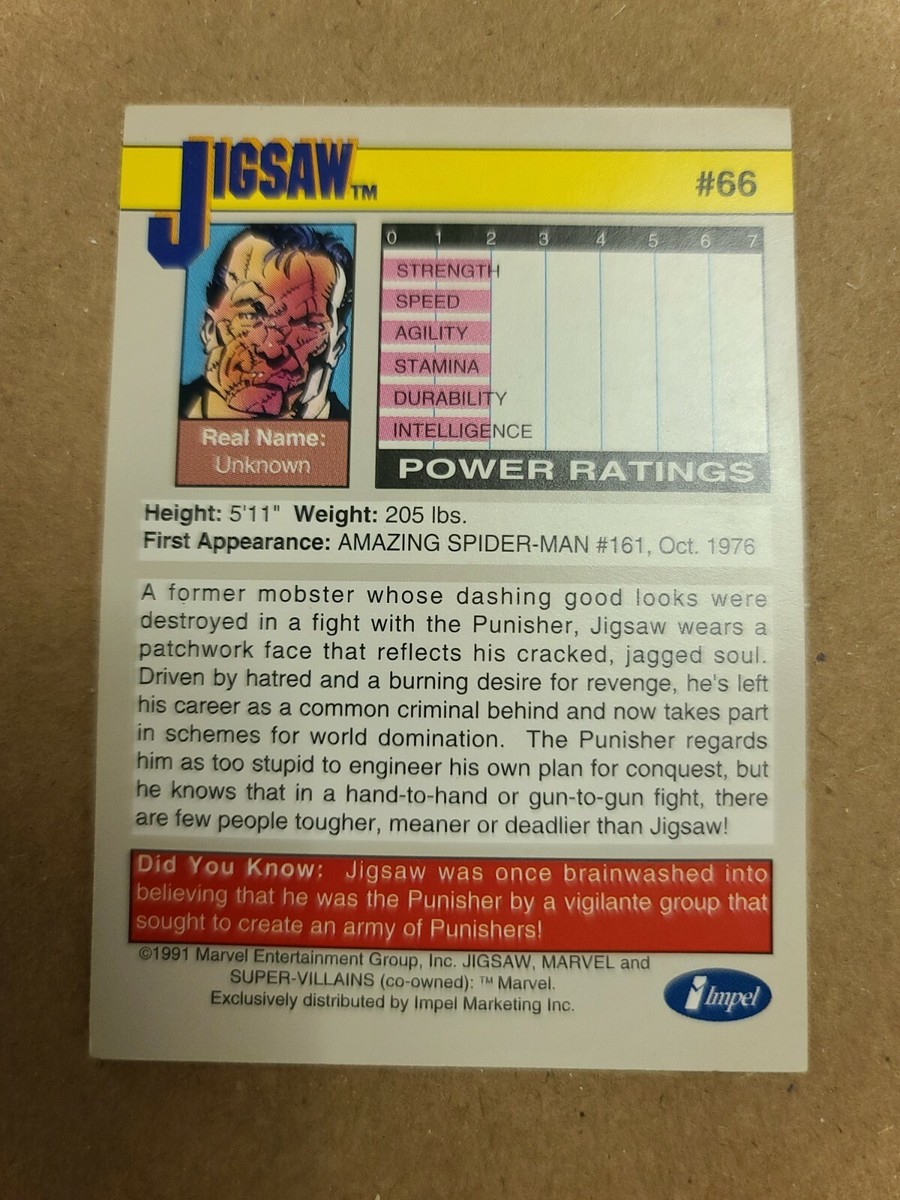 JIGSAW™
#66
0 1 2 3 4 5 6 7
STRENGTH
SPEED
AGILITY
STAMINA
DURABILITY
INTELLIGENCE
POWER RATINGS
Real Name:
Unknown
Height: 5'11" Weight: 205 lbs.
First Appearance: AMAZING SPIDER-MAN #161, Oct. 1976
A former mobster whose dashing good looks were
destroyed in a fight with the Punisher, Jigsaw wears a
patchwork face that reflects his cracked, jagged soul.
Driven by hatred and a burning desire for revenge, he's left
his career as a common criminal behind and now takes part
in schemes for world domination. The Punisher regards
him as too stupid to engineer his own plan for conquest, but
he knows that in a hand-to-hand or gun-to-gun fight, there
are few people tougher, meaner or deadlier than Jigsaw!
Did You Know: Jigsaw was once brainwashed into
believing that he was the Punisher by a vigilante group that
sought to create an army of Punishers!
©1991 Marvel Entertainment Group, Inc. JIGSAW, MARVEL and
SUPER-VILLAINS (co-owned): ™ Marvel.
Exclusively distributed by Impel Marketing Inc.
Impel